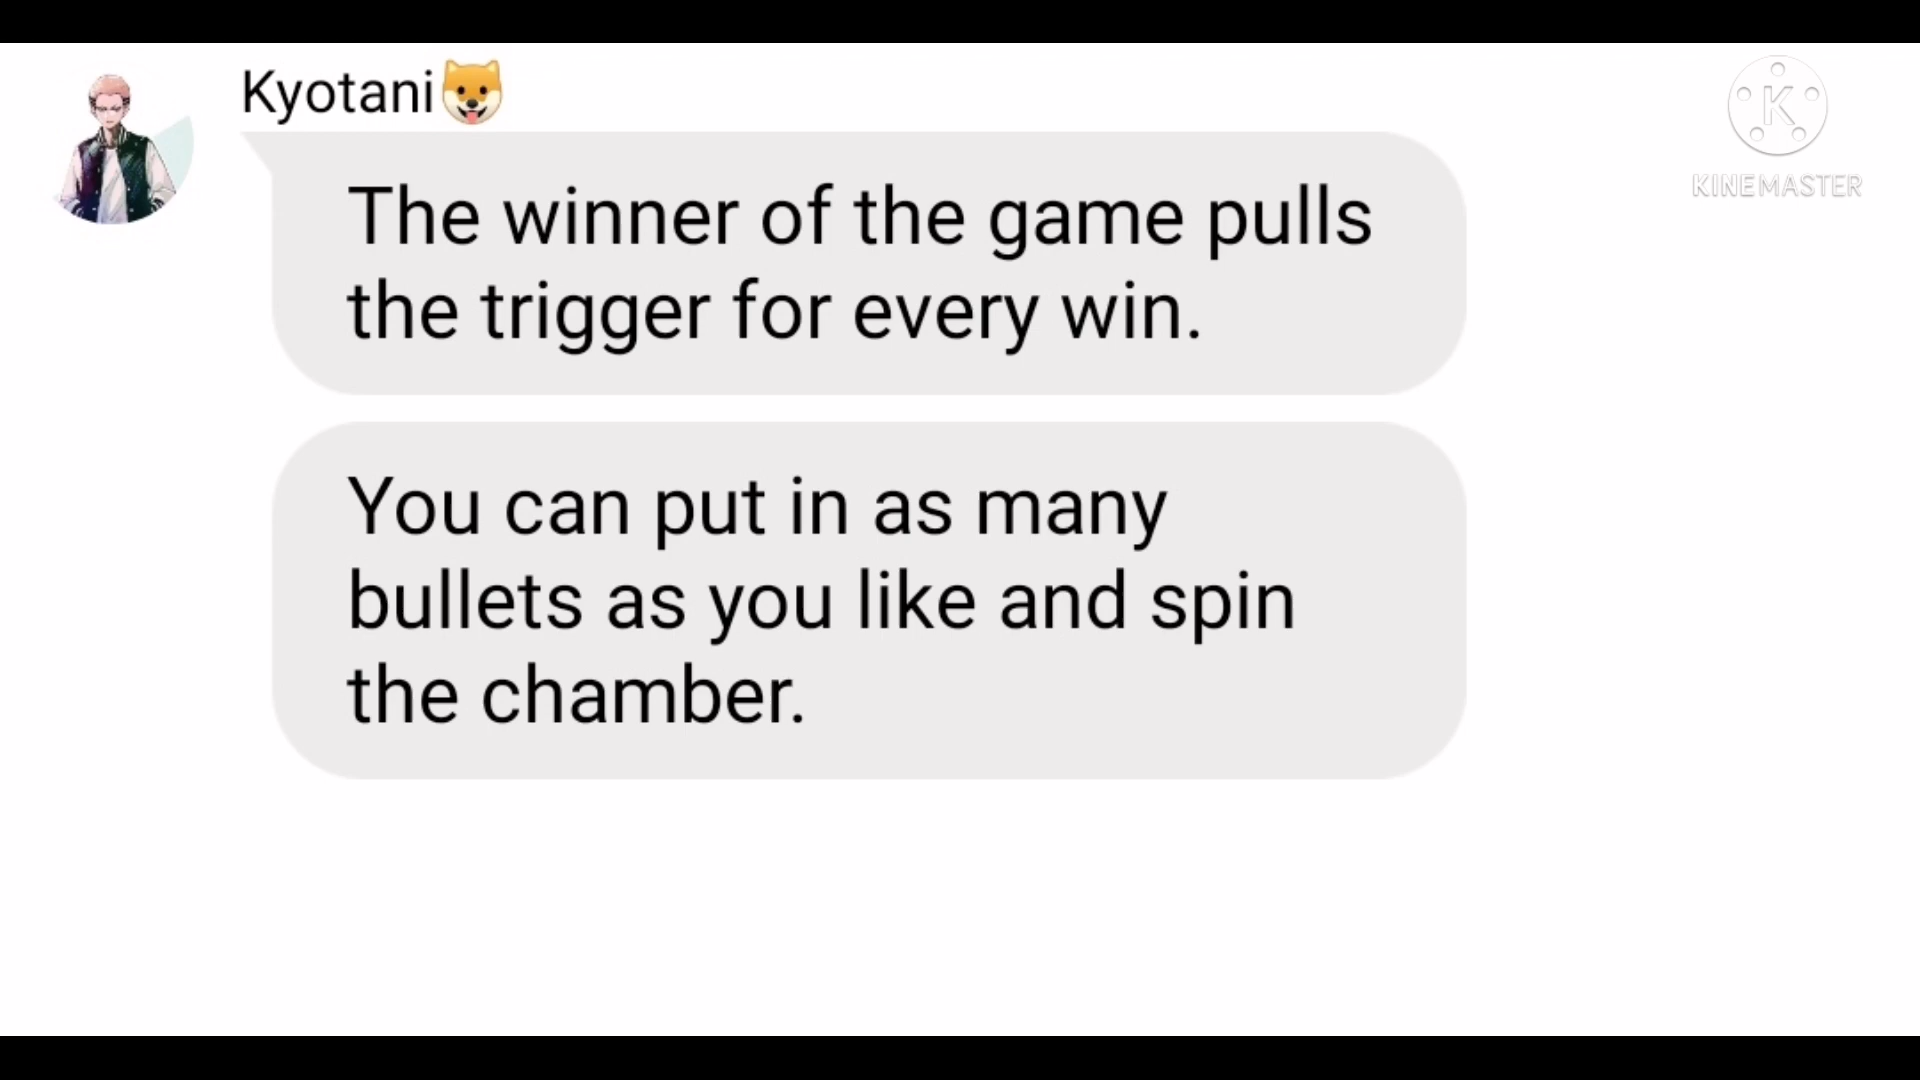 Kyotani🐶
The winner of the game pulls
the trigger for every win.
You can put in as many
bullets as you like and spin
the chamber.
K
KINEMASTER